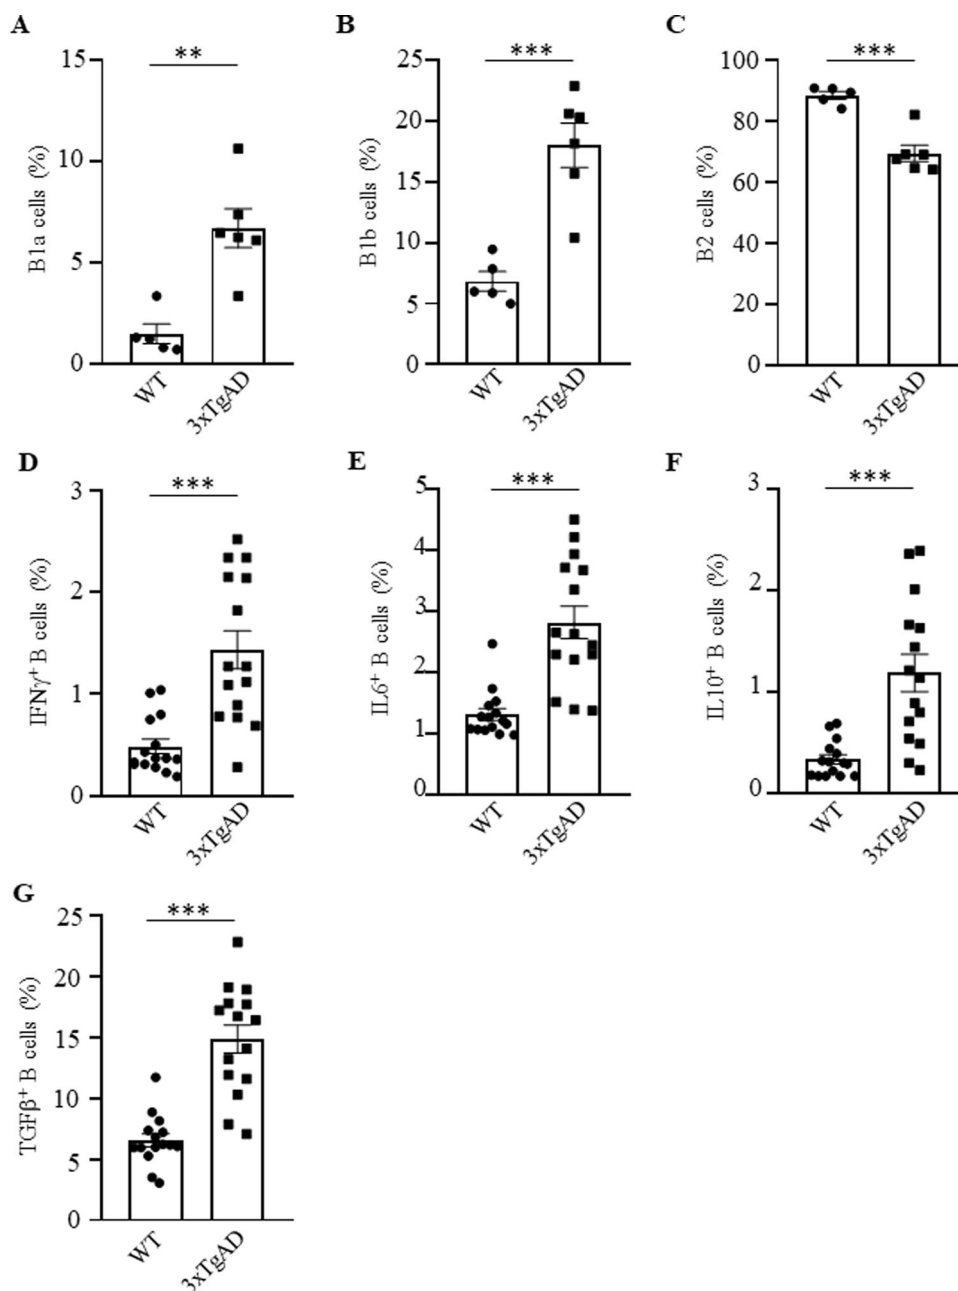 A
**
15
10
5
0
B1a cells (%)
WT
3xTgAD
B
***
25
20
15
10
5
0
B1b cells (%)
WT
3xTgAD
C
***
100
80
60
40
20
0
B2 cells (%)
WT
3xTgAD
D
***
3
2
1
0
IFNγ⁺ B cells (%)
WT
3xTgAD
E
***
5
4
3
2
1
0
IL6⁺ B cells (%)
WT
3xTgAD
F
***
3
2
1
0
IL10⁺ B cells (%)
WT
3xTgAD
G
***
25
20
15
10
5
0
TGFβ⁺ B cells (%)
WT
3xTgAD